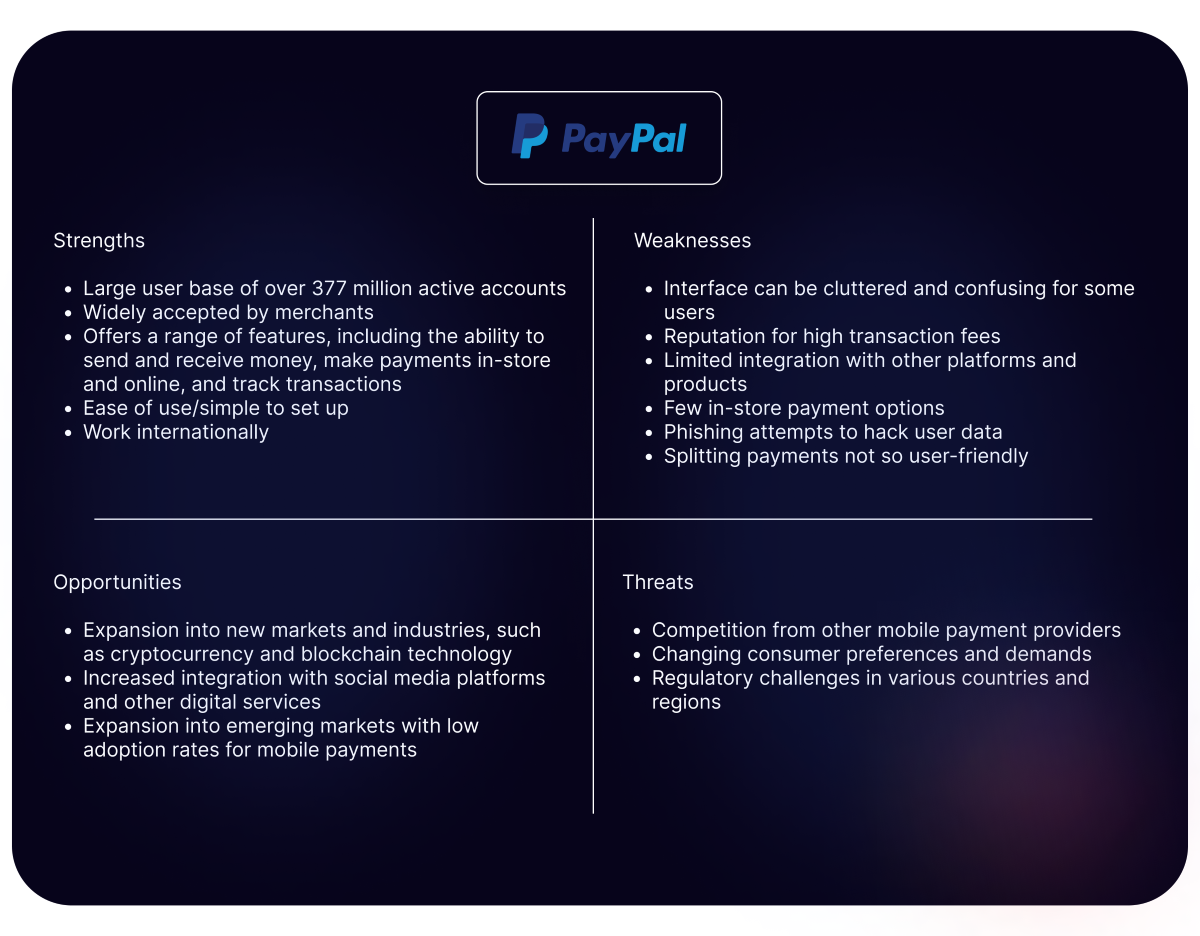 PayPal
Strengths
• Large user base of over 377 million active accounts
• Widely accepted by merchants
• Offers a range of features, including the ability to
send and receive money, make payments in-store
and online, and track transactions
• Ease of use/simple to set up
• Work internationally
Weaknesses
• Interface can be cluttered and confusing for some
users
• Reputation for high transaction fees
• Limited integration with other platforms and
products
• Few in-store payment options
• Phishing attempts to hack user data
• Splitting payments not so user-friendly
Opportunities
• Expansion into new markets and industries, such
as cryptocurrency and blockchain technology
• Increased integration with social media platforms
and other digital services
• Expansion into emerging markets with low
adoption rates for mobile payments
Threats
• Competition from other mobile payment providers
• Changing consumer preferences and demands
• Regulatory challenges in various countries and
regions